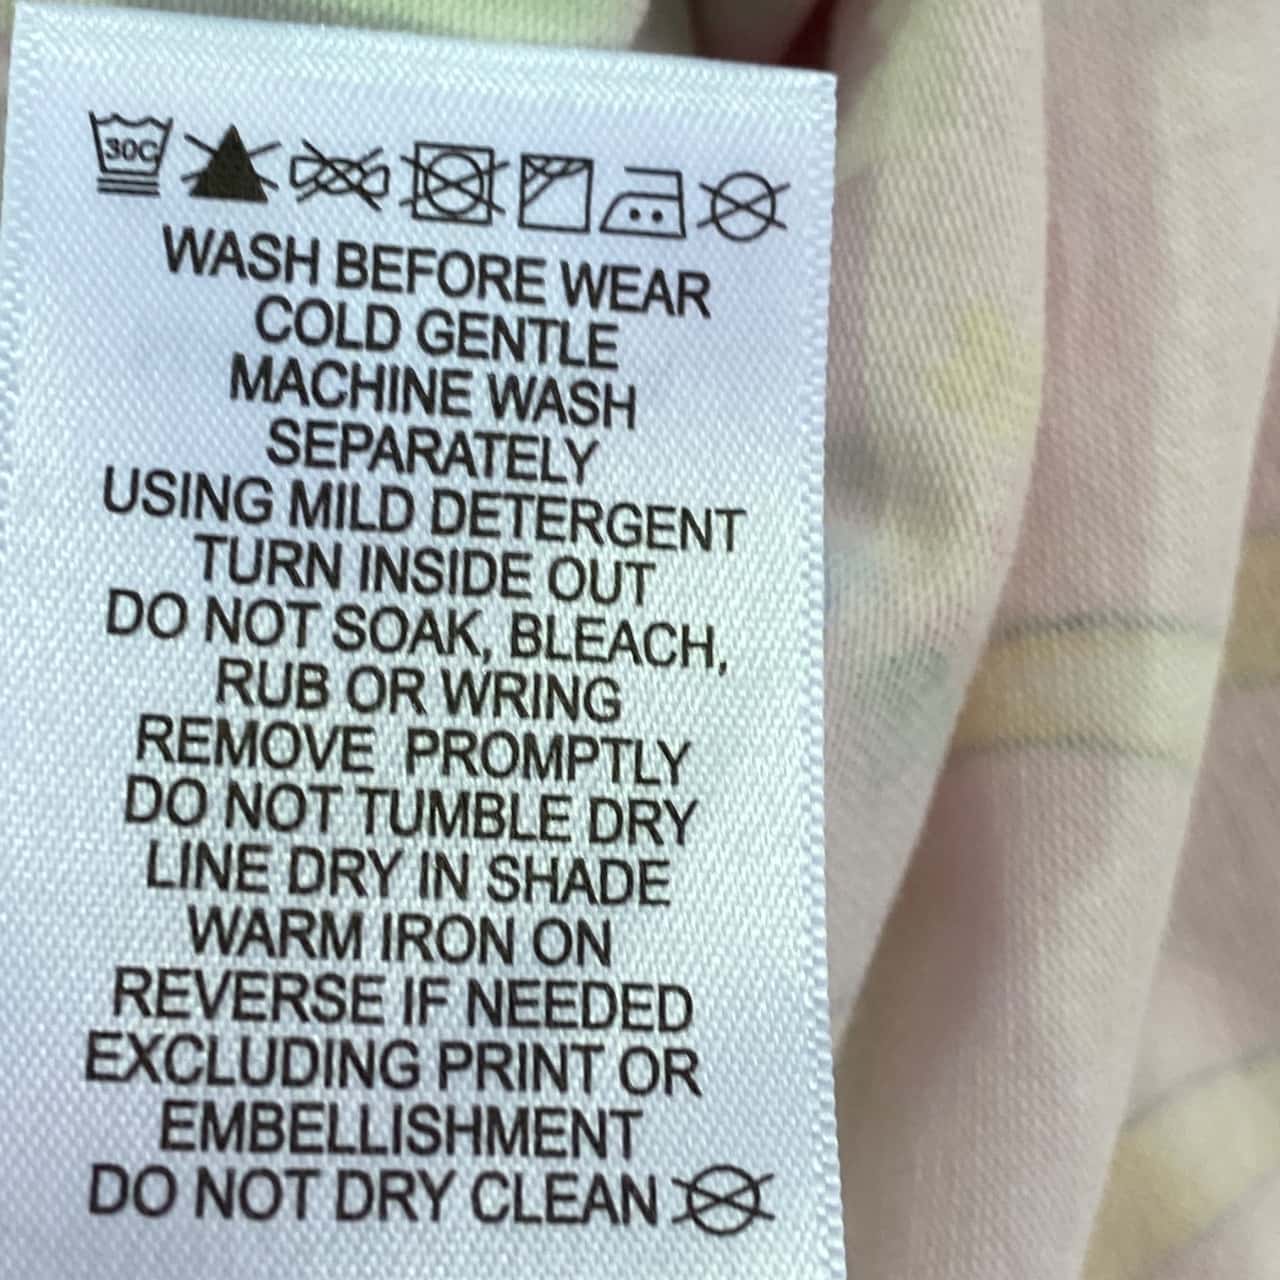 30C
WASH BEFORE WEAR
COLD GENTLE
MACHINE WASH
SEPARATELY
USING MILD DETERGENT
TURN INSIDE OUT
DO NOT SOAK, BLEACH,
RUB OR WRING
REMOVE PROMPTLY
DO NOT TUMBLE DRY
LINE DRY IN SHADE
WARM IRON ON
REVERSE IF NEEDED
EXCLUDING PRINT OR
EMBELLISHMENT
DO NOT DRY CLEAN